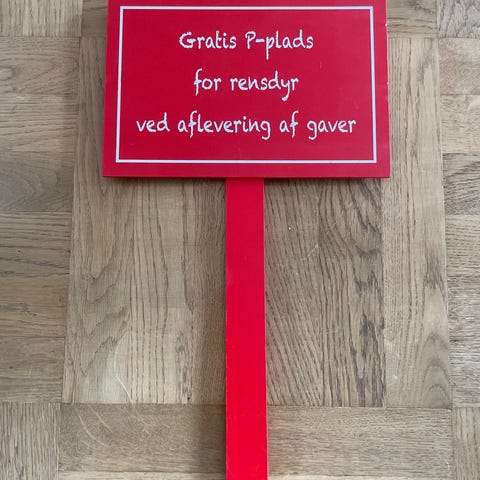 Gratis P-plads
for rensdyr
ved aflevering af gaver